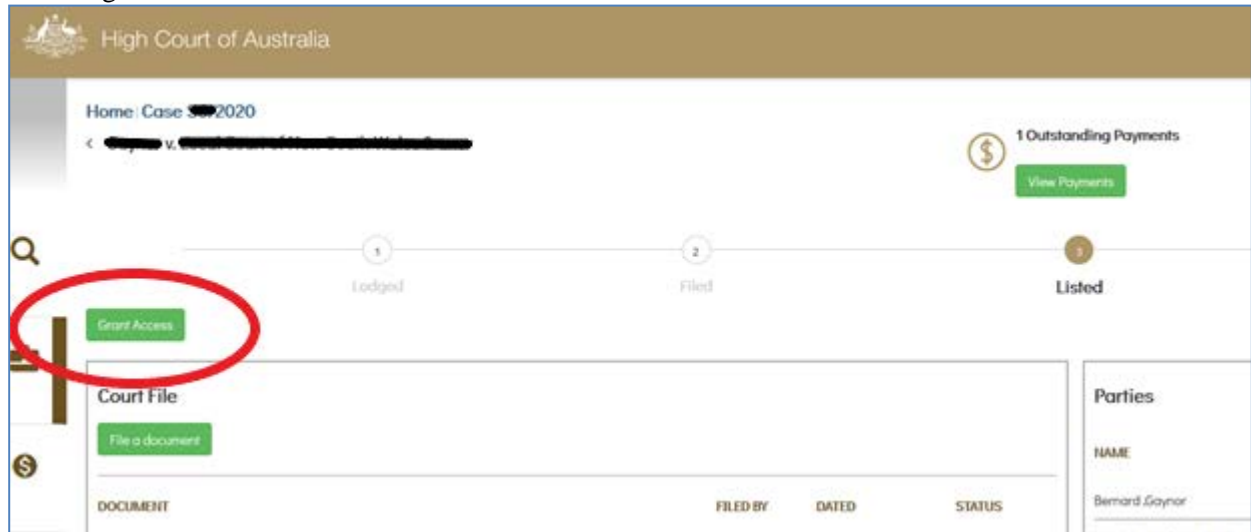 High Court of Australia
Home Case 2020
1 Outstanding Payments
< v.
View Payments
1
2
3
Lodged
Filed
Listed
Grant Access
Court File
Parties
File a document
NAME
DOCUMENT
FILED BY
DATED
STATUS
Bernard .Gaynor